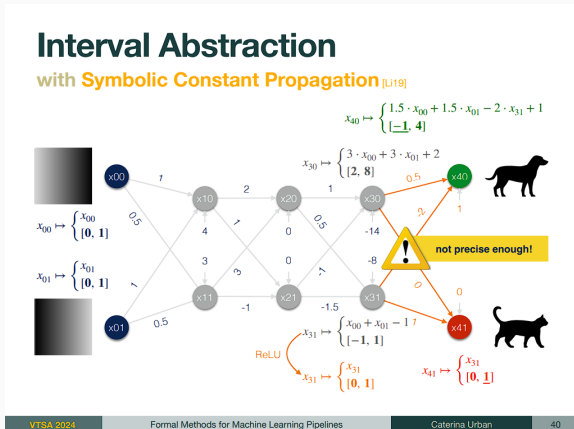 Interval Abstraction
with Symbolic Constant Propagation [Li19]
x40 ↦ { 1.5 · x00 + 1.5 · x01 − 2 · x31 + 1
[−1, 4]
x30 ↦ { 3 · x00 + 3 · x01 + 2
[2, 8]
x00
1
0.5
x00 ↦ { x00
[0, 1]
x01 ↦ { x01
[0, 1]
1
x01
0.5
x10
4
3
x11
2
1
3
-1
x20
0
0
x21
1
0.5
-1
-1.5
x30
-14
-8
x31
0.5
-2
0
1
x40
1
0
x41
!
not precise enough!
x31 ↦ { x00 + x01 − 1
[−1, 1]
ReLU
x31 ↦ { x31
[0, 1]
x41 ↦ { x31
[0, 1]
VTSA 2024
Formal Methods for Machine Learning Pipelines
Caterina Urban
40